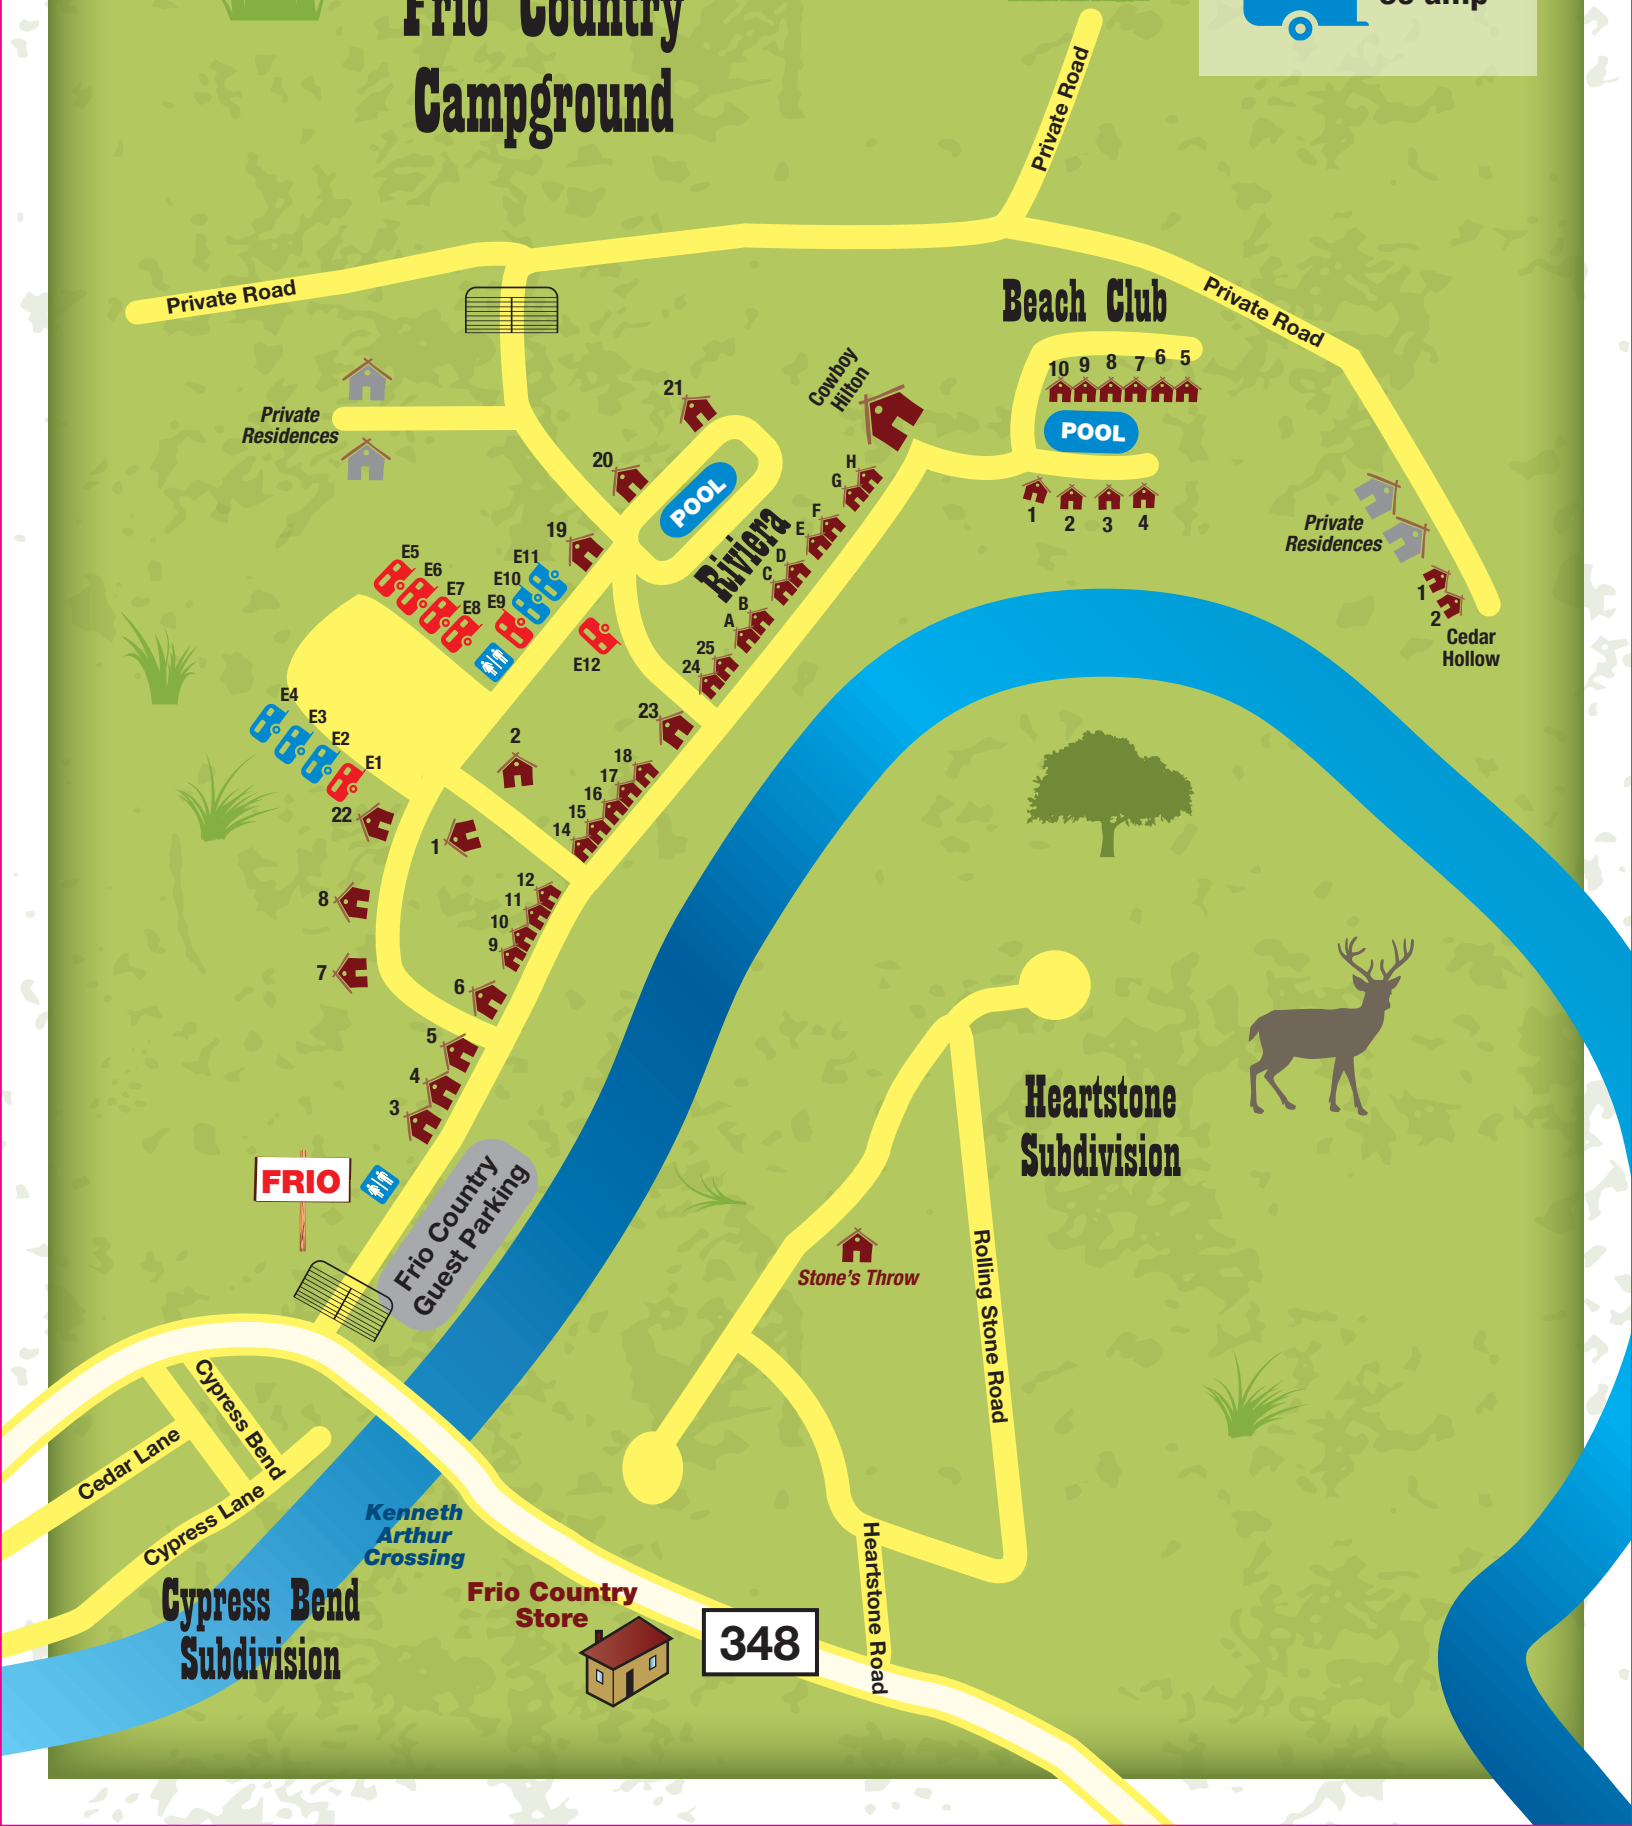 Frio Country
Campground
Private Road
Private Road
Private Road
Beach Club
10 9 8 7 6 5
POOL
1 2 3 4
Cowboy
Hilton
Private
Residences
21
20
POOL
Riviera
H
G
F
E
D
C
B
A
25
24
19
E11
E10
E9
E5
E6
E7
E8
E12
E4
E3
E2
E1
23
2
18
17
16
15
14
22
1
8
12
11
10
9
7
6
5
4
3
Private
Residences
1
2
Cedar
Hollow
FRIO
Frio Country
Guest Parking
Heartstone
Subdivision
Stone's Throw
Rolling Stone Road
Cypress Bend
Cedar Lane
Cypress Lane
Kenneth
Arthur
Crossing
Cypress Bend
Subdivision
Frio Country
Store
348
Heartstone Road